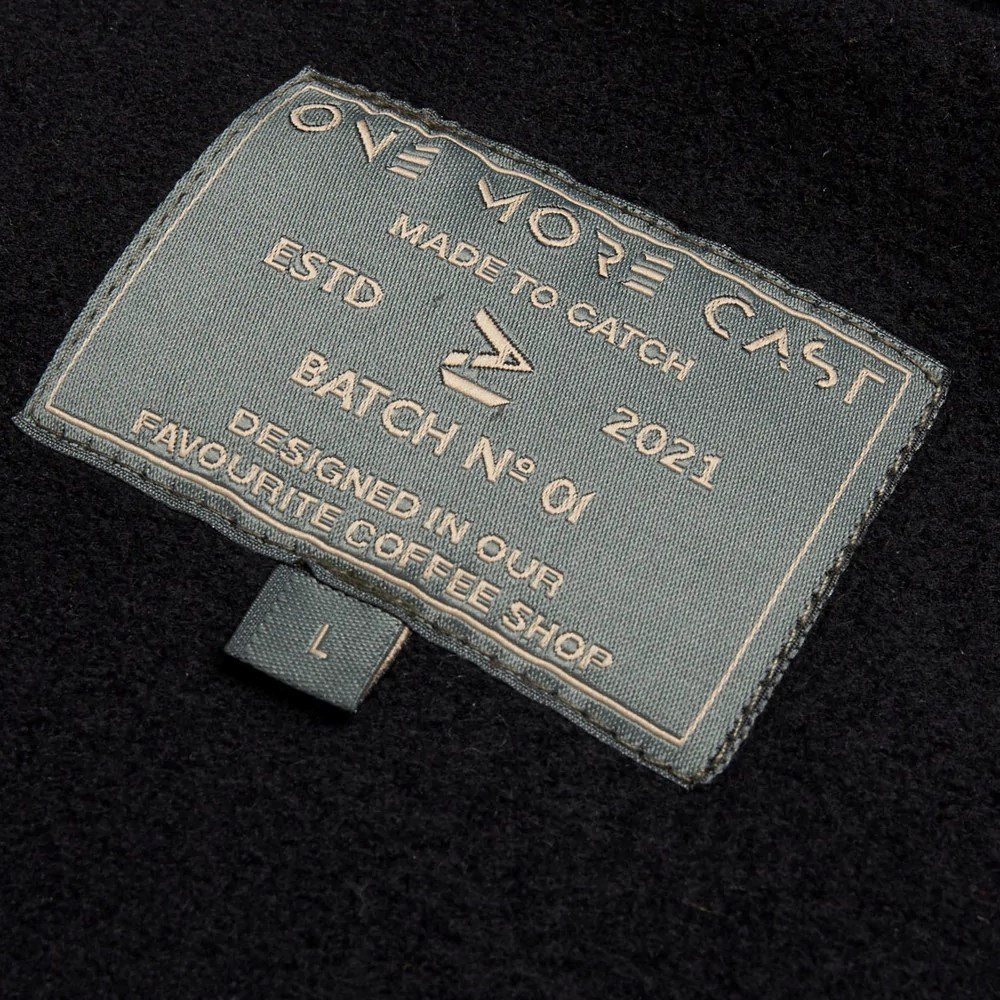 ONE MORE CAST
MADE TO CATCH
ESTD 2021
BATCH Nº 01
DESIGNED IN OUR
FAVOURITE COFFEE SHOP
L